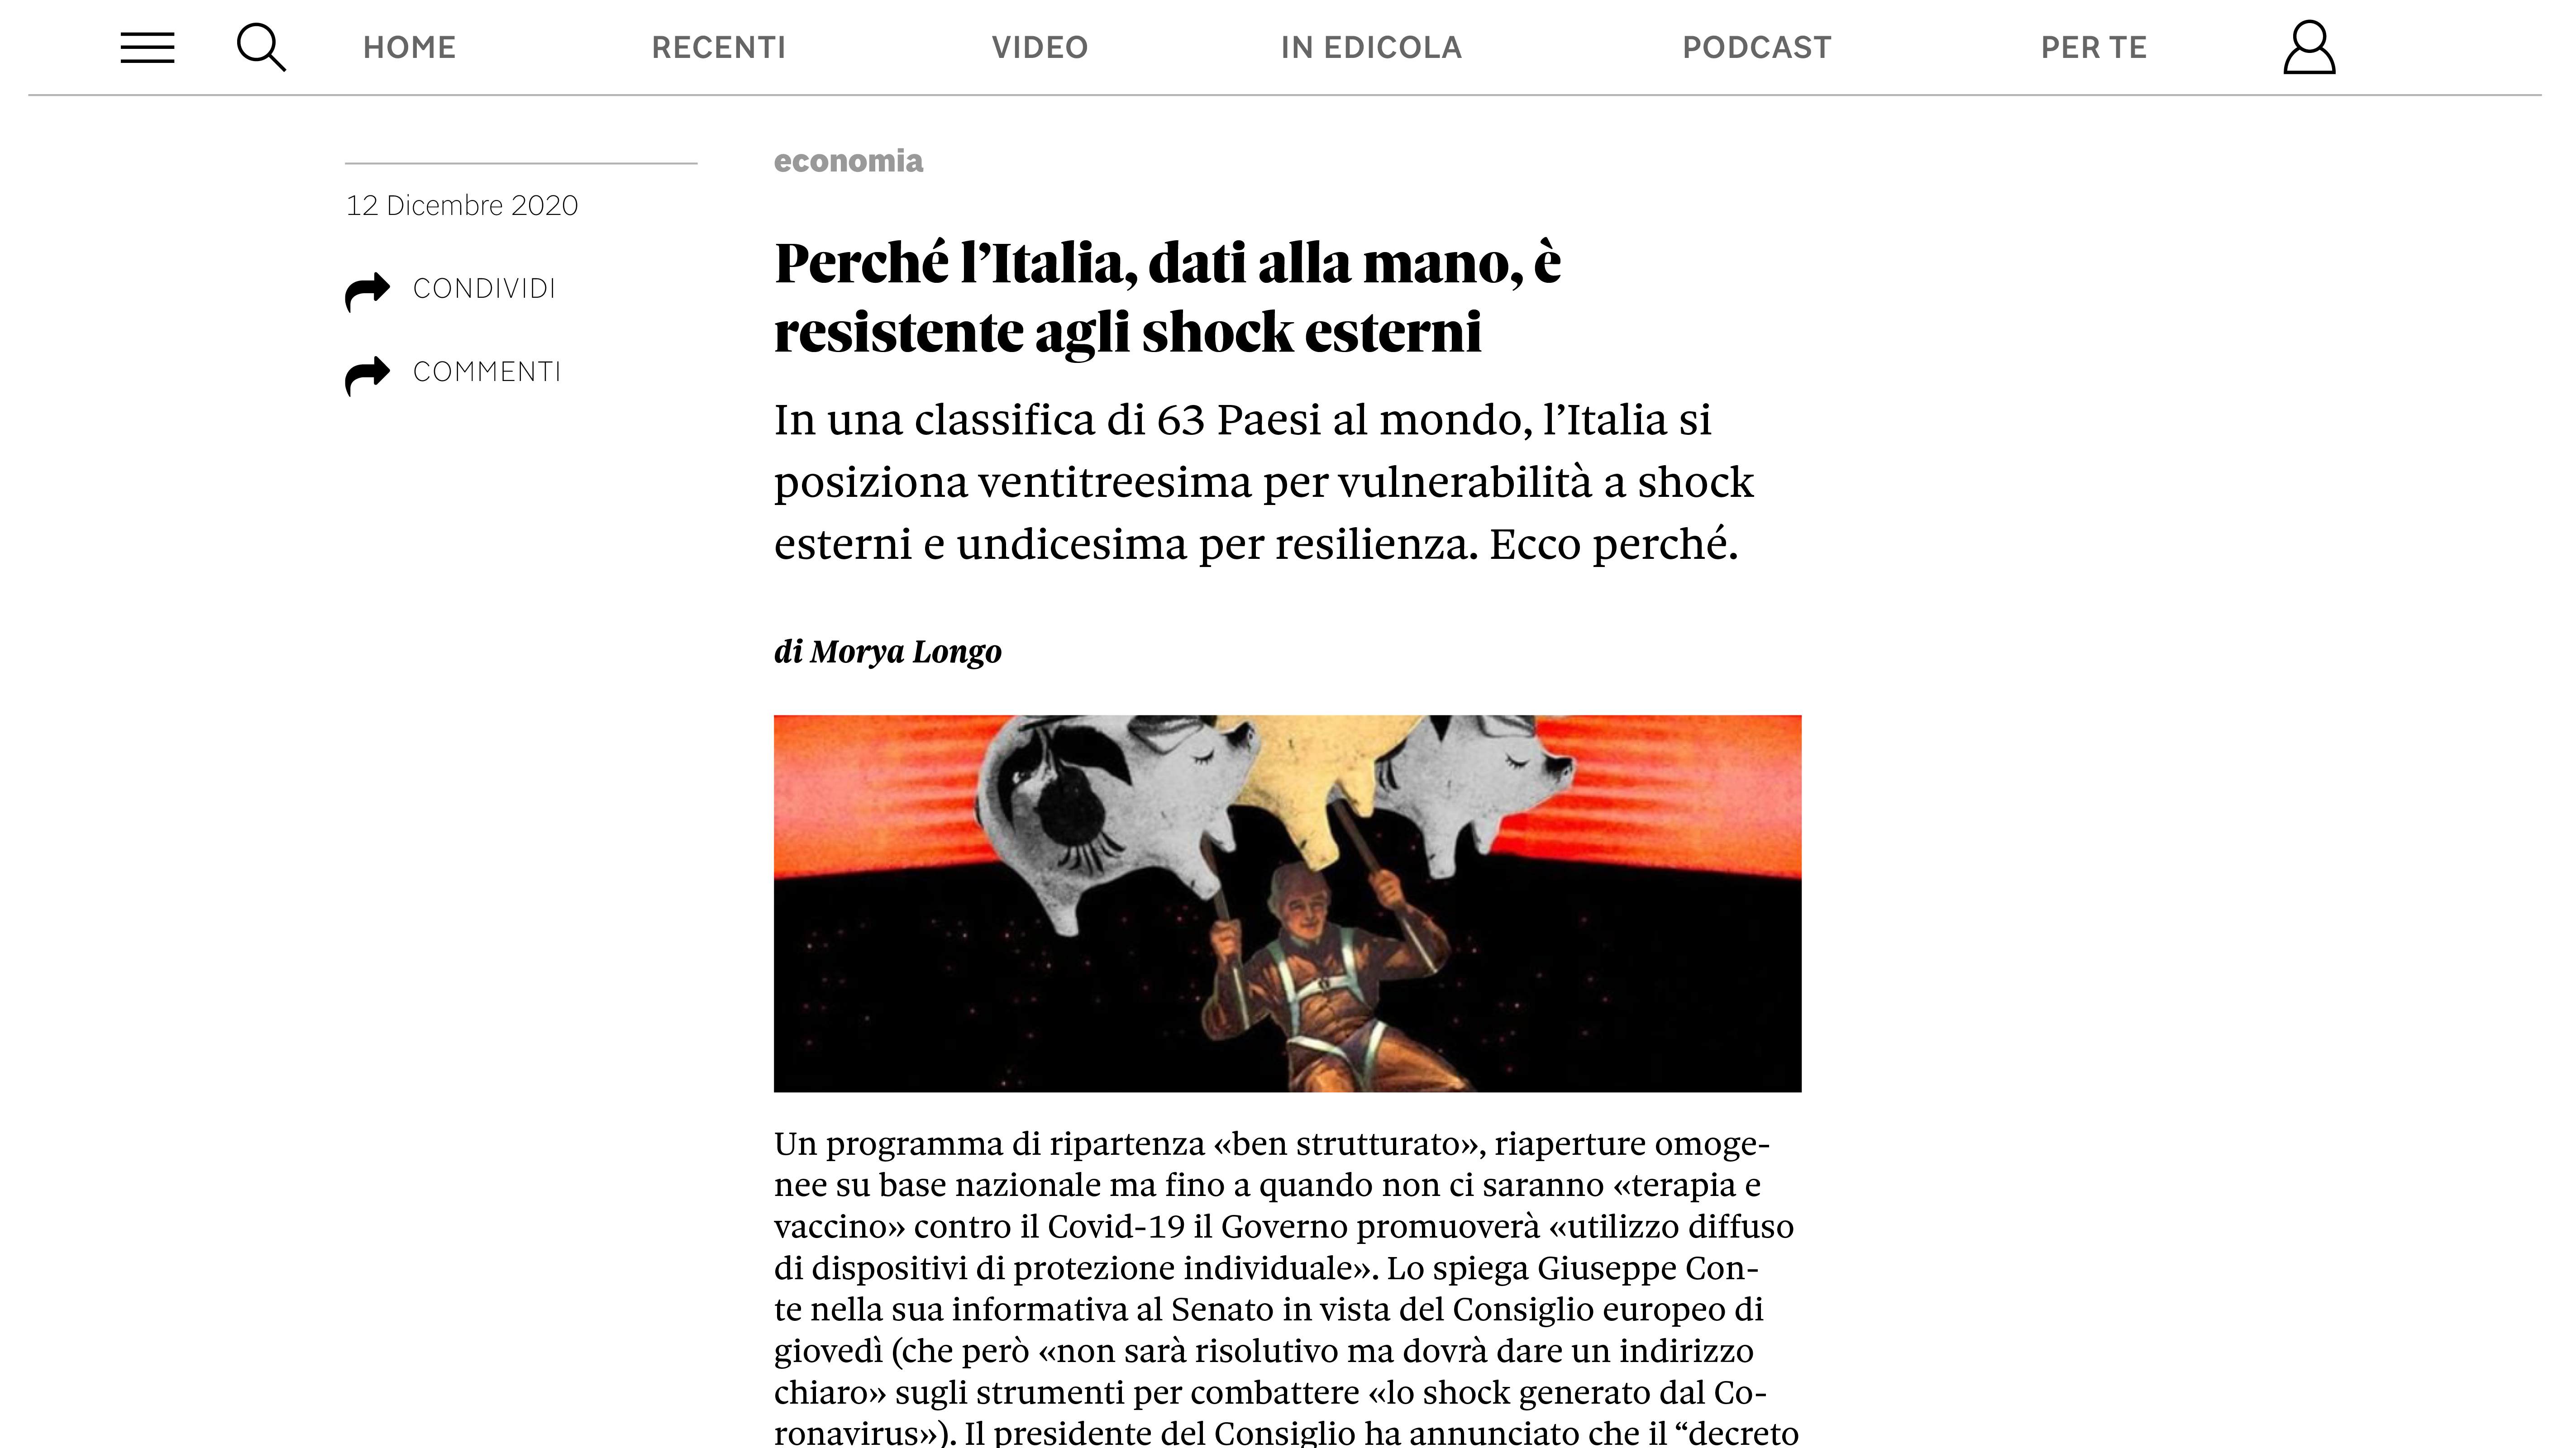 HOME RECENTI VIDEO IN EDICOLA PODCAST PER TE
12 Dicembre 2020
CONDIVIDI
COMMENTI
economia
Perché l’Italia, dati alla mano, è
resistente agli shock esterni
In una classifica di 63 Paesi al mondo, l’Italia si
posiziona ventitreesima per vulnerabilità a shock
esterni e undicesima per resilienza. Ecco perché.
di Morya Longo
Un programma di ripartenza «ben strutturato», riaperture omoge-
nee su base nazionale ma fino a quando non ci saranno «terapia e
vaccino» contro il Covid-19 il Governo promuoverà «utilizzo diffuso
di dispositivi di protezione individuale». Lo spiega Giuseppe Con-
te nella sua informativa al Senato in vista del Consiglio europeo di
giovedì (che però «non sarà risolutivo ma dovrà dare un indirizzo
chiaro» sugli strumenti per combattere «lo shock generato dal Co-
ronavirus»). Il presidente del Consiglio ha annunciato che il “decreto